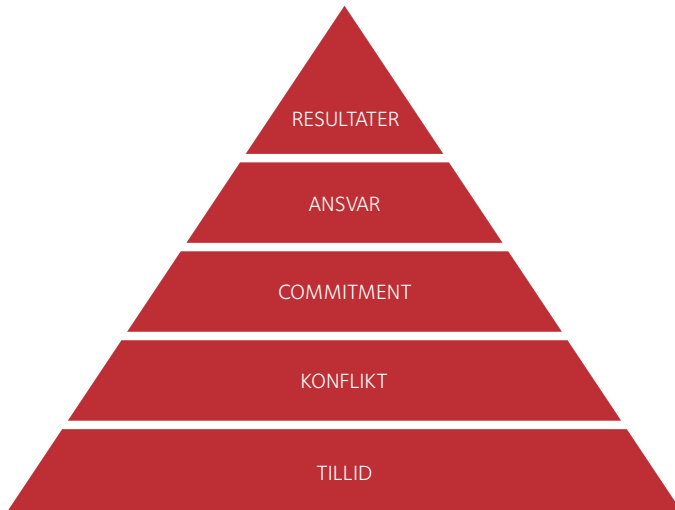 RESULTATER
ANSVAR
COMMITMENT
KONFLIKT
TILLID